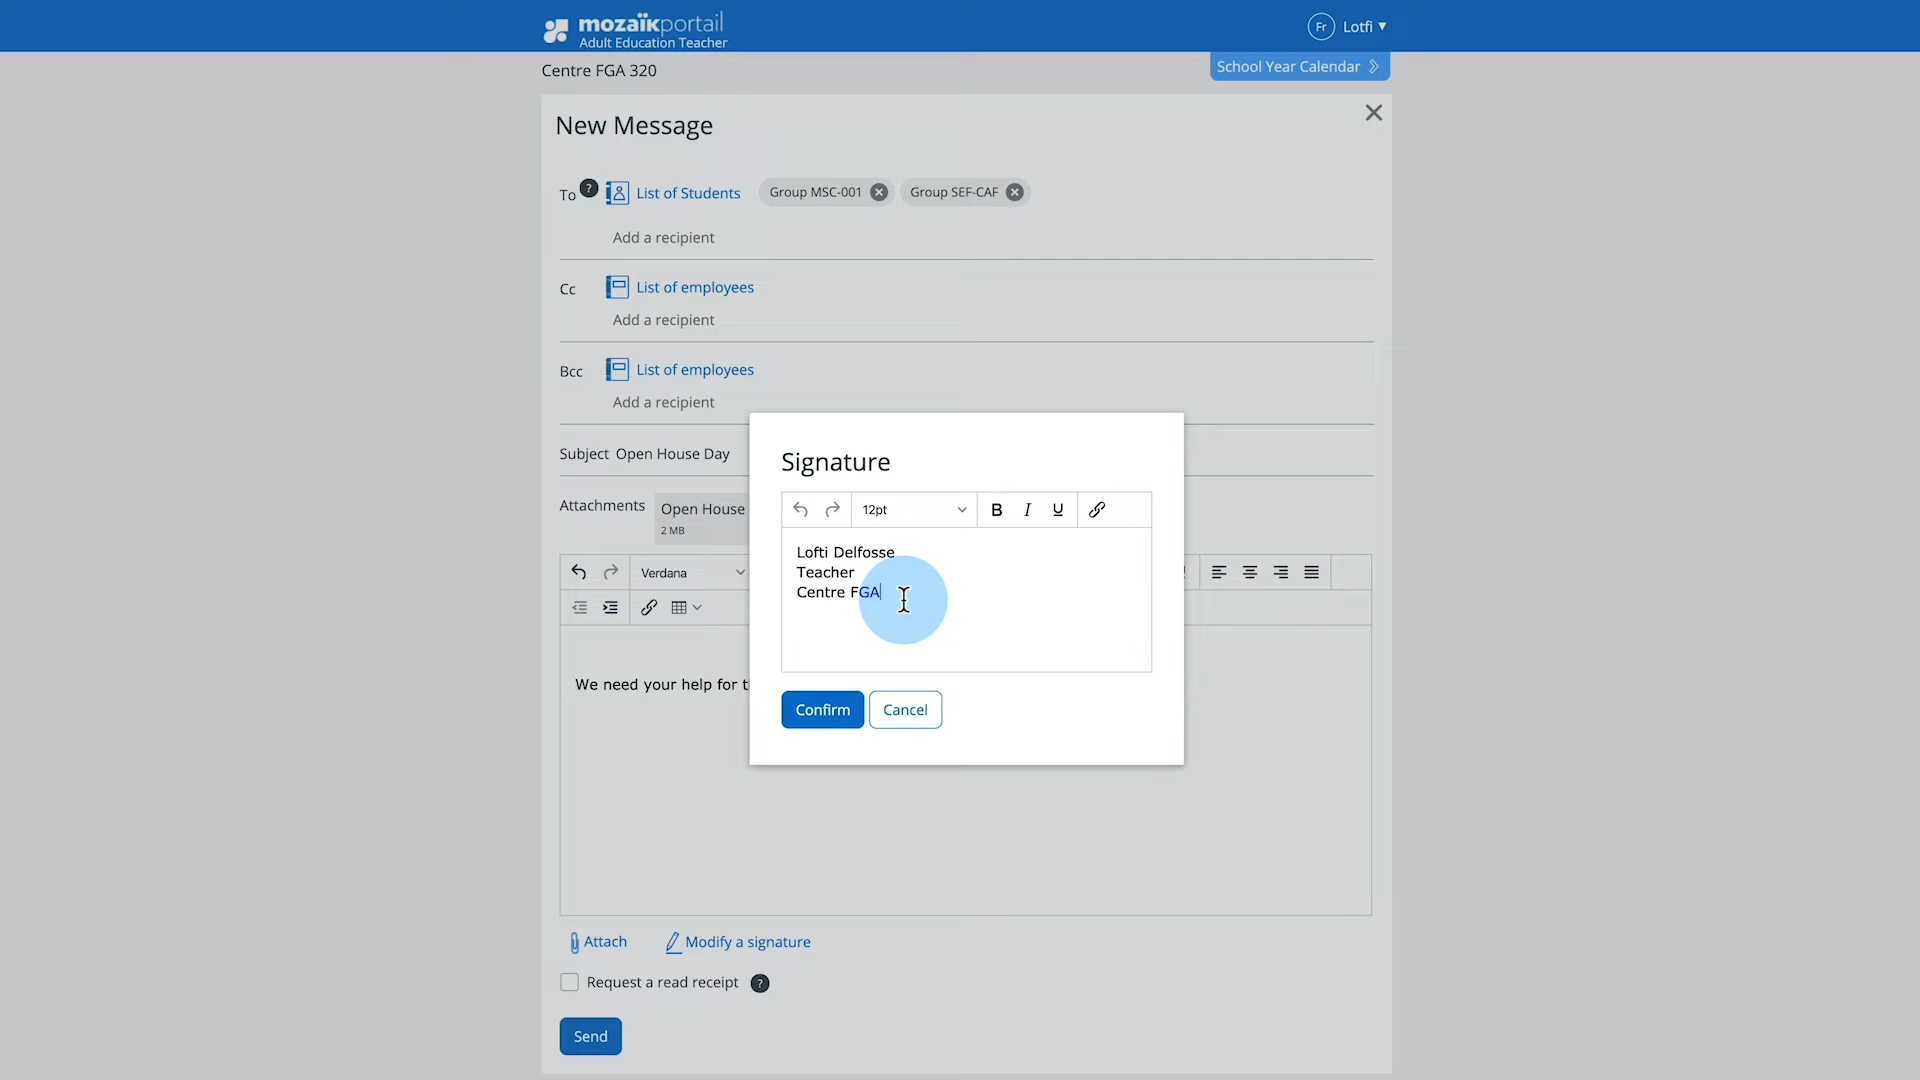 mozaïkportail
Adult Education Teacher
Fr Lotfi
Centre FGA 320
School Year Calendar
New Message
To ? List of Students Group MSC-001 Group SEF-CAF
Add a recipient
Cc List of employees
Add a recipient
Bcc List of employees
Add a recipient
Subject Open House Day
Attachments Open House
2 MB
Verdana
We need your help for t
Signature
12pt B I U
Lofti Delfosse
Teacher
Centre FGA
Confirm Cancel
Attach Modify a signature
Request a read receipt ?
Send